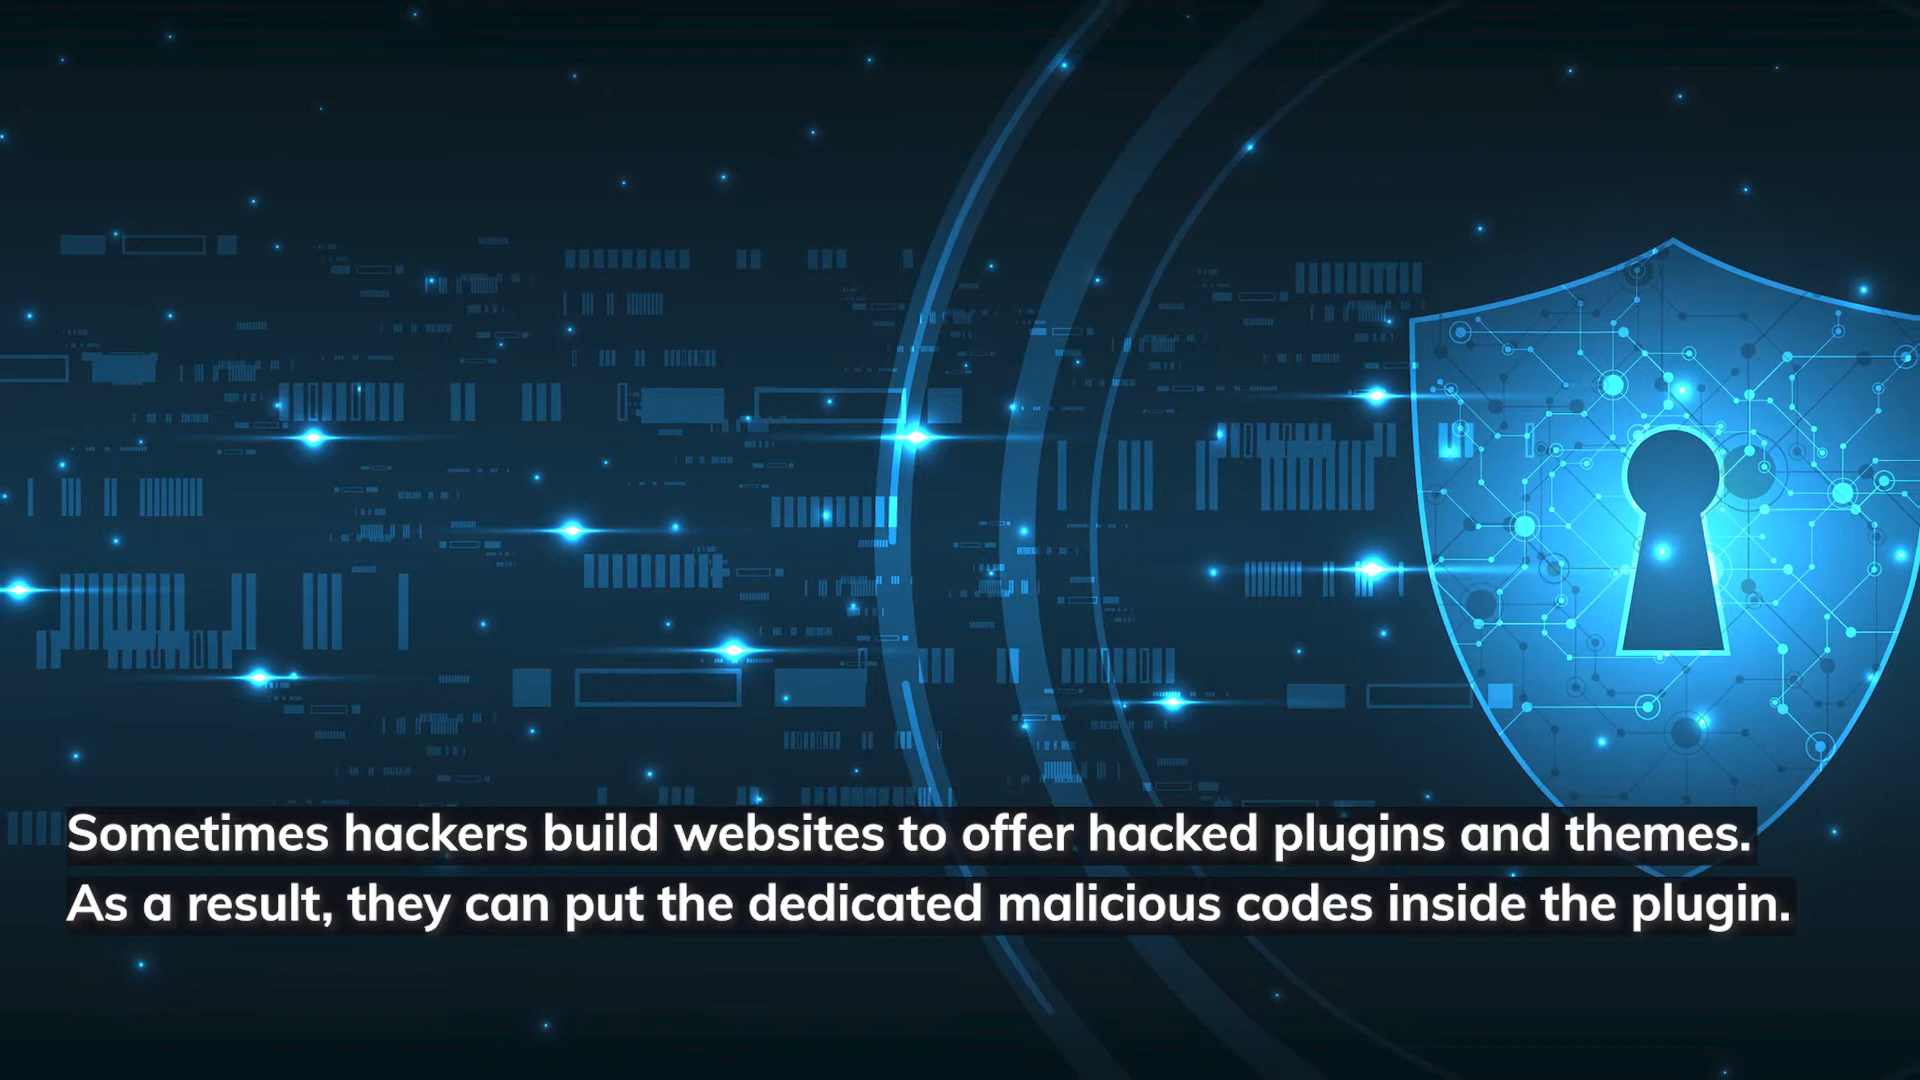 Sometimes hackers build websites to offer hacked plugins and themes.
As a result, they can put the dedicated malicious codes inside the plugin.